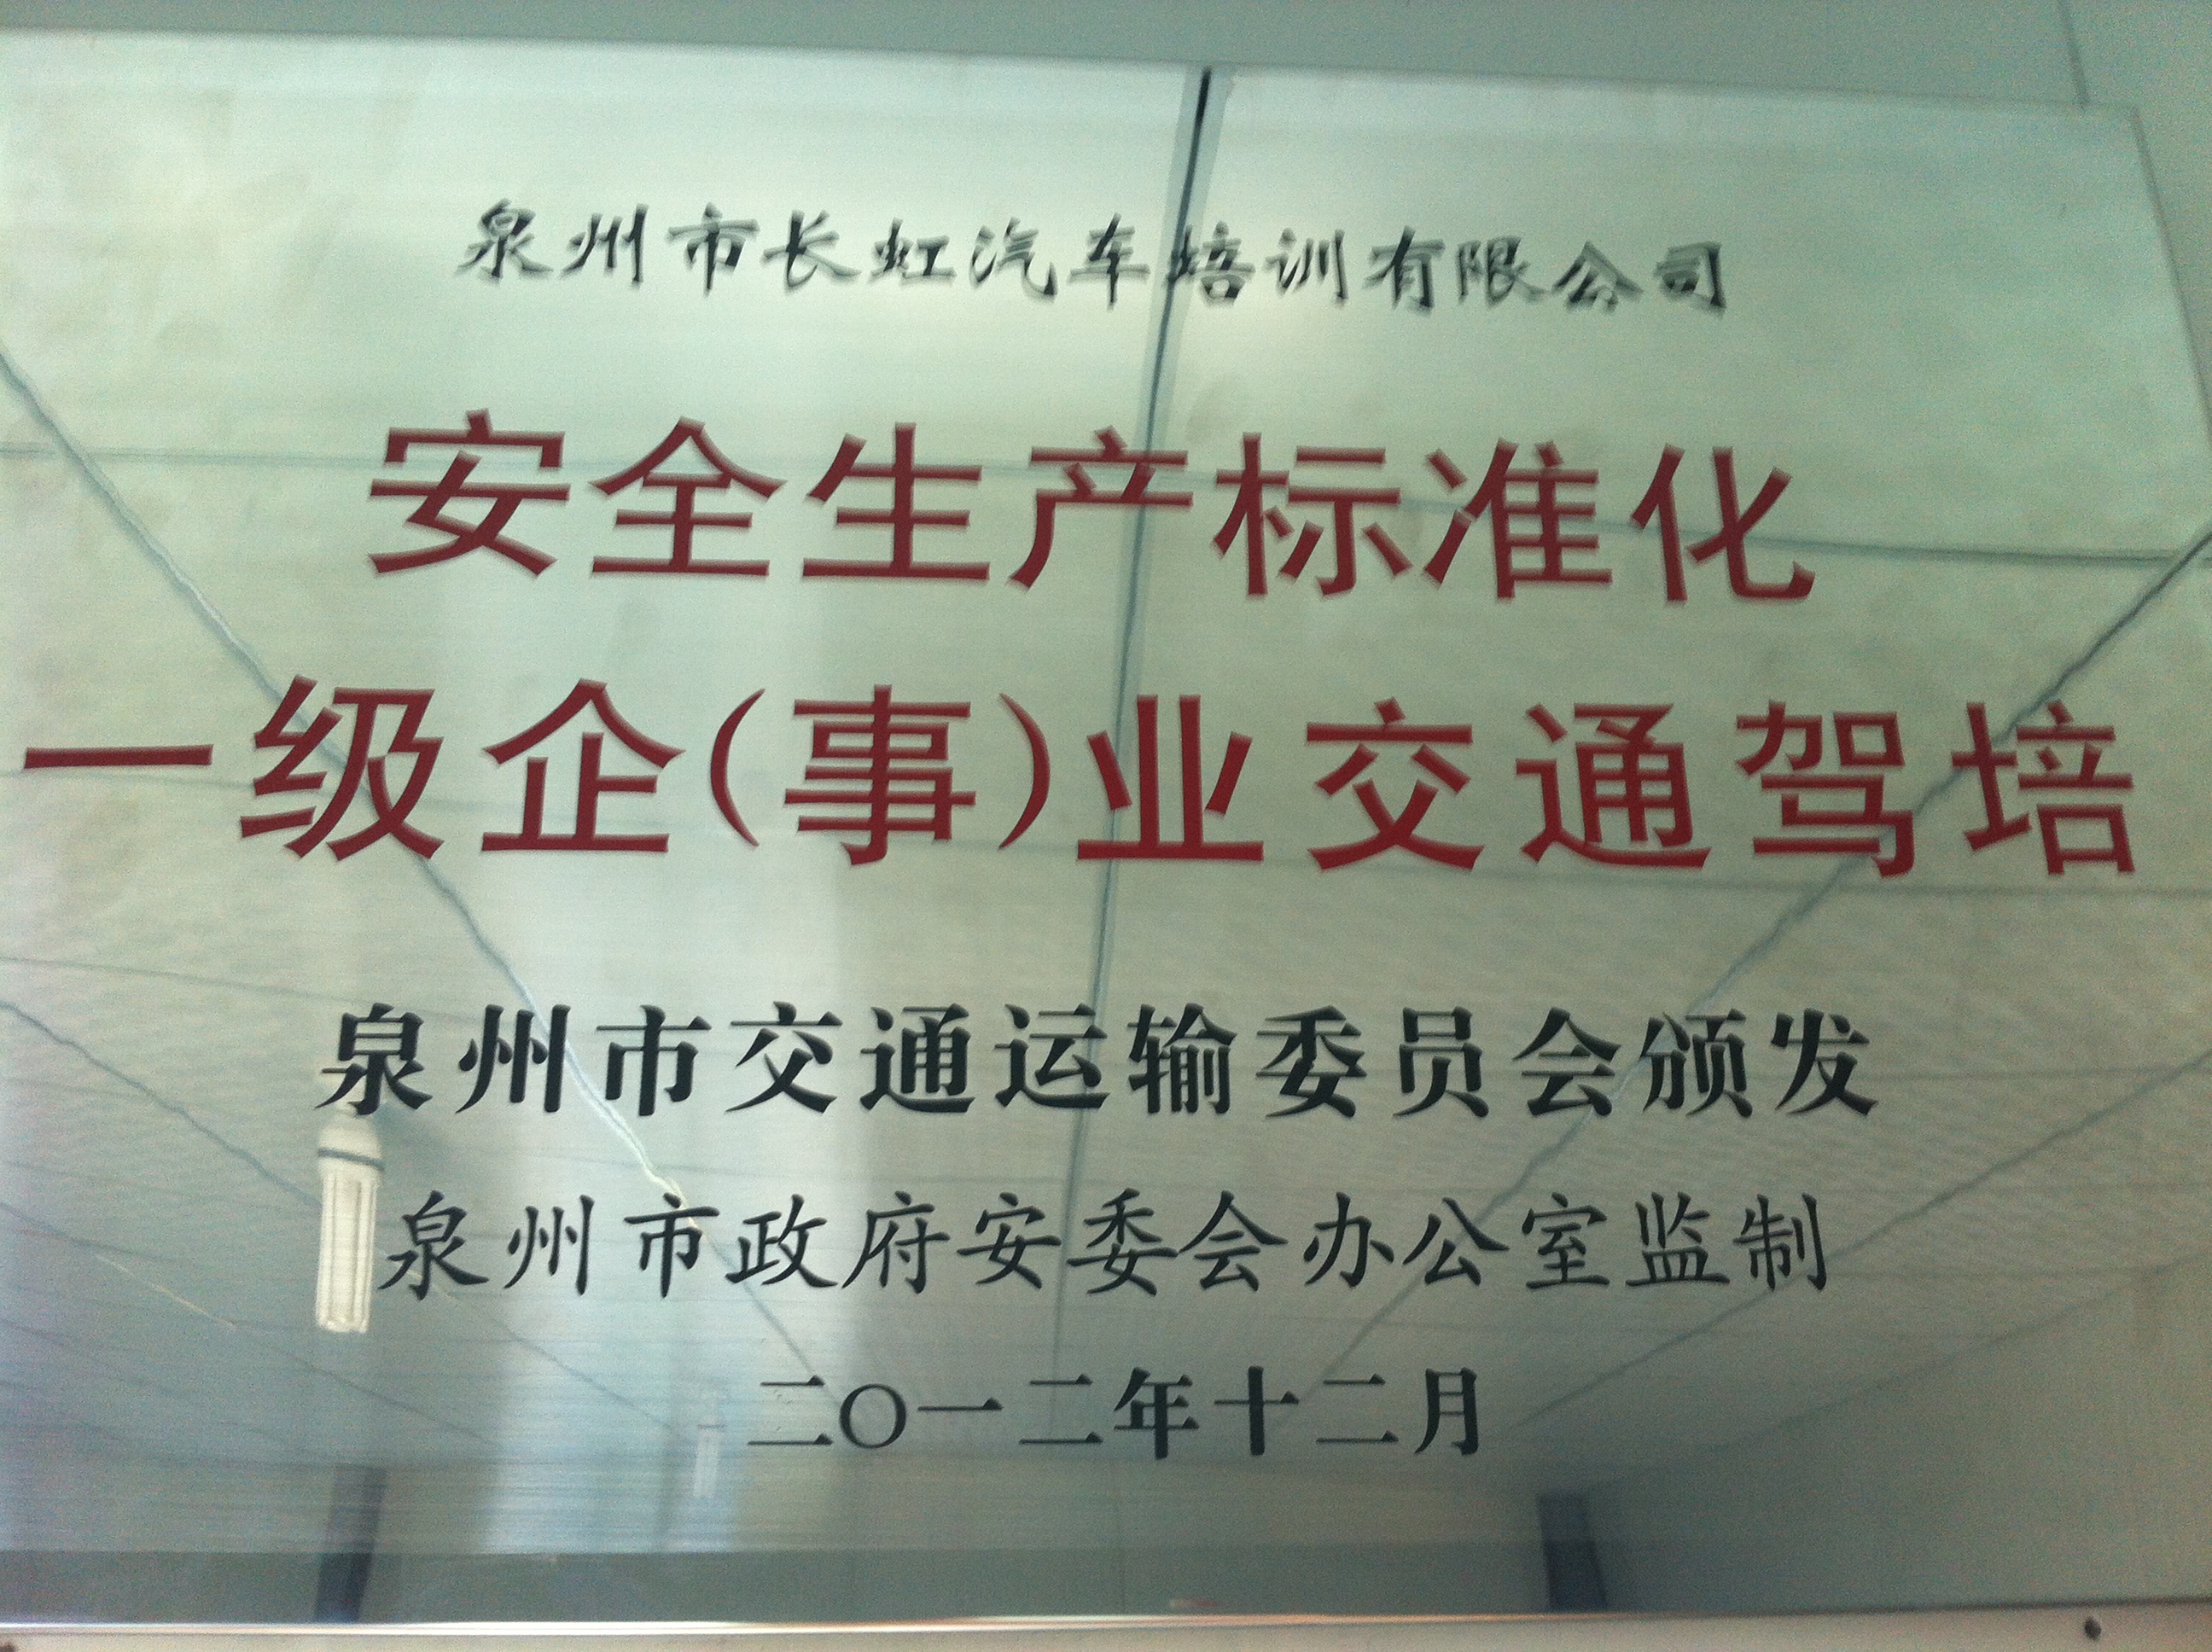 泉州市长虹汽车培训有限公司
安全生产标准化
一级企(事)业交通驾培
泉州市交通运输委员会颁发
泉州市政府安委会办公室监制
二〇一二年十二月